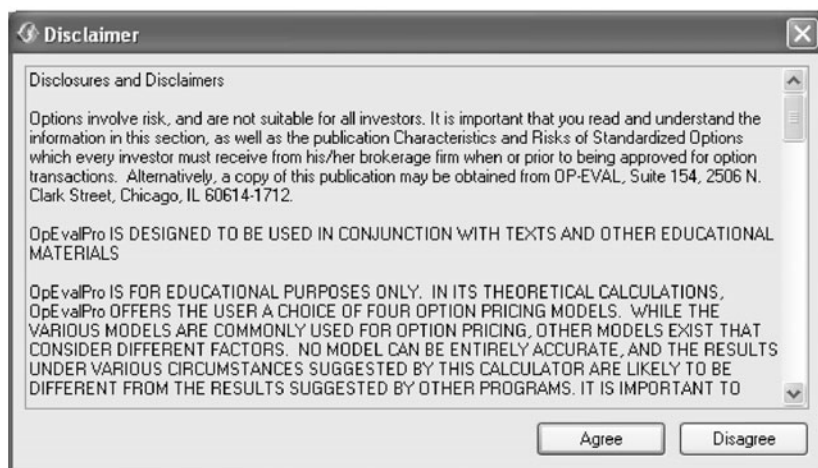 Disclaimer
Disclosures and Disclaimers
Options involve risk, and are not suitable for all investors. It is important that you read and understand the
information in this section, as well as the publication Characteristics and Risks of Standardized Options
which every investor must receive from his/her brokerage firm when or prior to being approved for option
transactions. Alternatively, a copy of this publication may be obtained from OP-EVAL, Suite 154, 2506 N.
Clark Street, Chicago, IL 60614-1712.
OpEvalPro IS DESIGNED TO BE USED IN CONJUNCTION WITH TEXTS AND OTHER EDUCATIONAL
MATERIALS
OpEvalPro IS FOR EDUCATIONAL PURPOSES ONLY. IN ITS THEORETICAL CALCULATIONS,
OpEvalPro OFFERS THE USER A CHOICE OF FOUR OPTION PRICING MODELS. WHILE THE
VARIOUS MODELS ARE COMMONLY USED FOR OPTION PRICING, OTHER MODELS EXIST THAT
CONSIDER DIFFERENT FACTORS. NO MODEL CAN BE ENTIRELY ACCURATE, AND THE RESULTS
UNDER VARIOUS CIRCUMSTANCES SUGGESTED BY THIS CALCULATOR ARE LIKELY TO BE
DIFFERENT FROM THE RESULTS SUGGESTED BY OTHER PROGRAMS. IT IS IMPORTANT TO
Agree Disagree